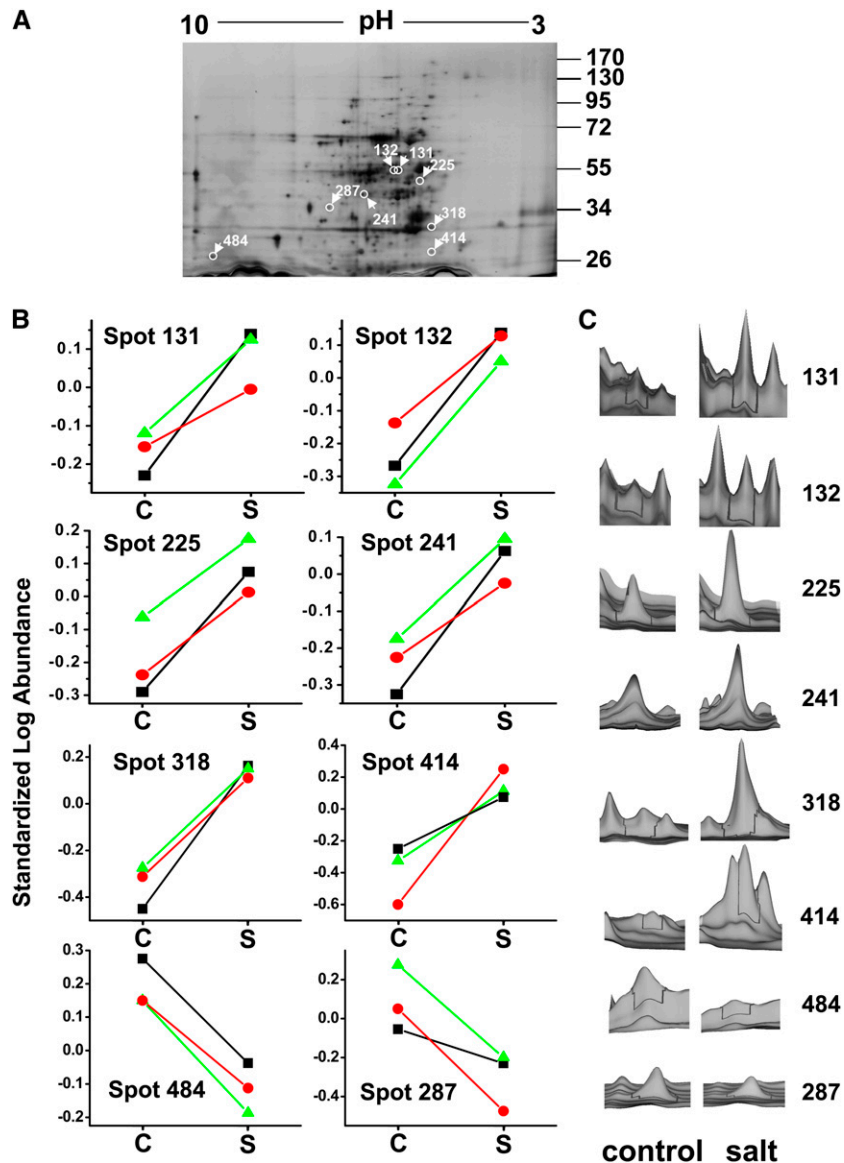 A
10 pH 3
170
130
95
72
55
34
26
132 131
225
287
241
318
414
484
B
C
Standardized Log Abundance
Spot 131
0.1
0.0
-0.1
-0.2
C S
Spot 132
0.1
0.0
-0.1
-0.2
-0.3
C S
Spot 225
0.2
0.1
0.0
-0.1
-0.2
-0.3
C S
Spot 241
0.1
0.0
-0.1
-0.2
-0.3
C S
Spot 318
0.2
0.0
-0.4
C S
Spot 414
0.4
0.2
0.0
-0.2
-0.4
-0.6
C S
Spot 484
0.3
0.2
0.1
0.0
-0.1
-0.2
C S
Spot 287
0.2
0.0
-0.2
-0.4
C S
131
132
225
241
318
414
484
287
control salt